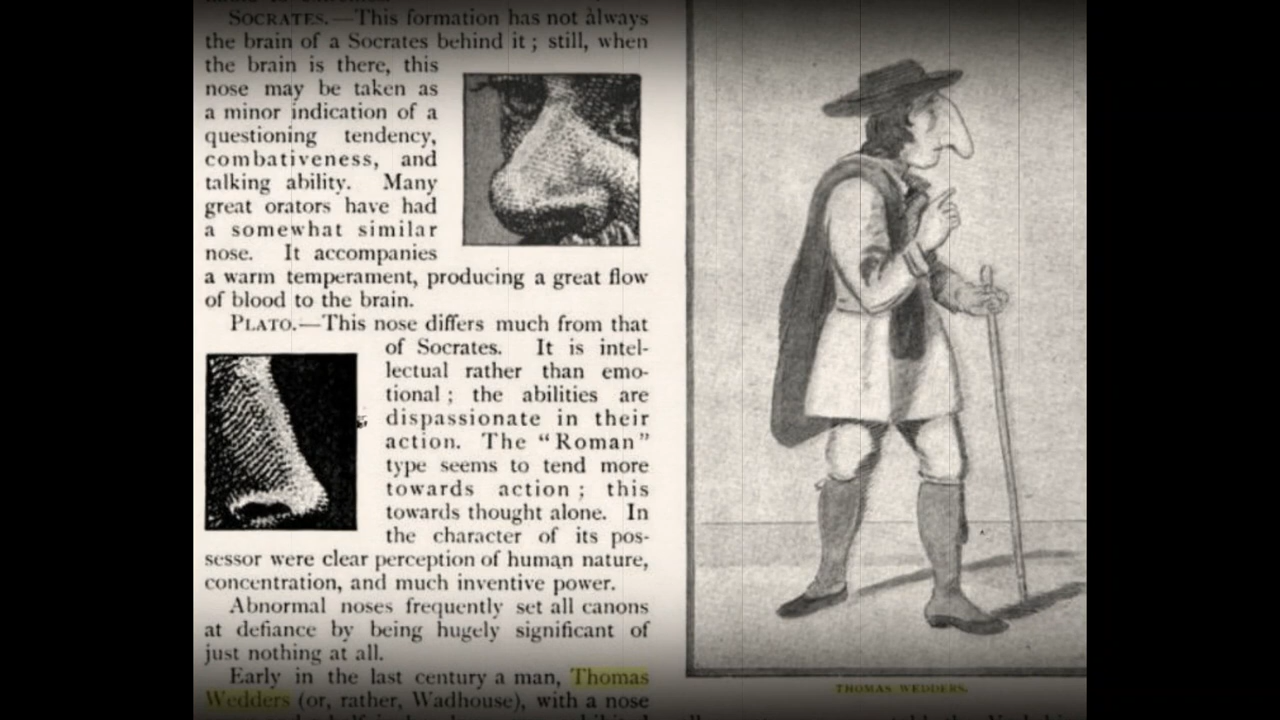 SOCRATES.—This formation has not always
the brain of a Socrates behind it; still, when
the brain is there, this
nose may be taken as
a minor indication of a
questioning tendency,
combativeness, and
talking ability. Many
great orators have had
a somewhat similar
nose. It accompanies
a warm temperament, producing a great flow
of blood to the brain.
PLATO.—This nose differs much from that
of Socrates. It is intel-
lectual rather than emo-
tional; the abilities are
dispassionate in their
action. The “Roman”
type seems to tend more
towards action; this
towards thought alone. In
the character of its pos-
sessor were clear perception of human nature,
concentration, and much inventive power.
Abnormal noses frequently set all canons
at defiance by being hugely significant of
just nothing at all.
Early in the last century a man, Thomas
Wedders (or, rather, Wadhouse), with a nose
THOMAS WEDDERS.